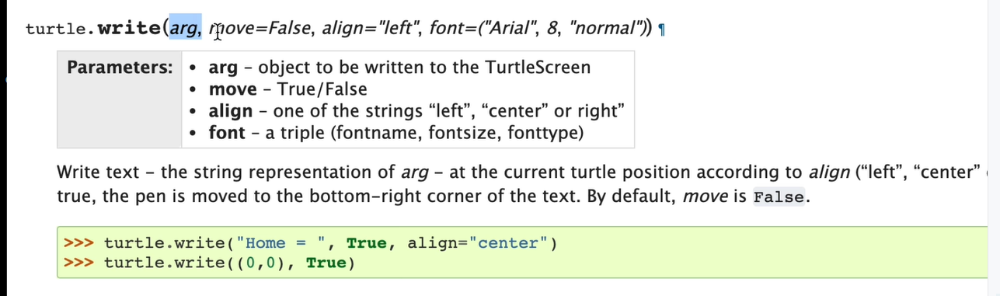 turtle.write(arg, move=False, align="left", font=("Arial", 8, "normal")) ¶
Parameters:
• arg – object to be written to the TurtleScreen
• move – True/False
• align – one of the strings “left”, “center” or right”
• font – a triple (fontname, fontsize, fonttype)
Write text – the string representation of arg – at the current turtle position according to align (“left”, “center”
true, the pen is moved to the bottom-right corner of the text. By default, move is False.
>>> turtle.write("Home = ", True, align="center")
>>> turtle.write((0,0), True)